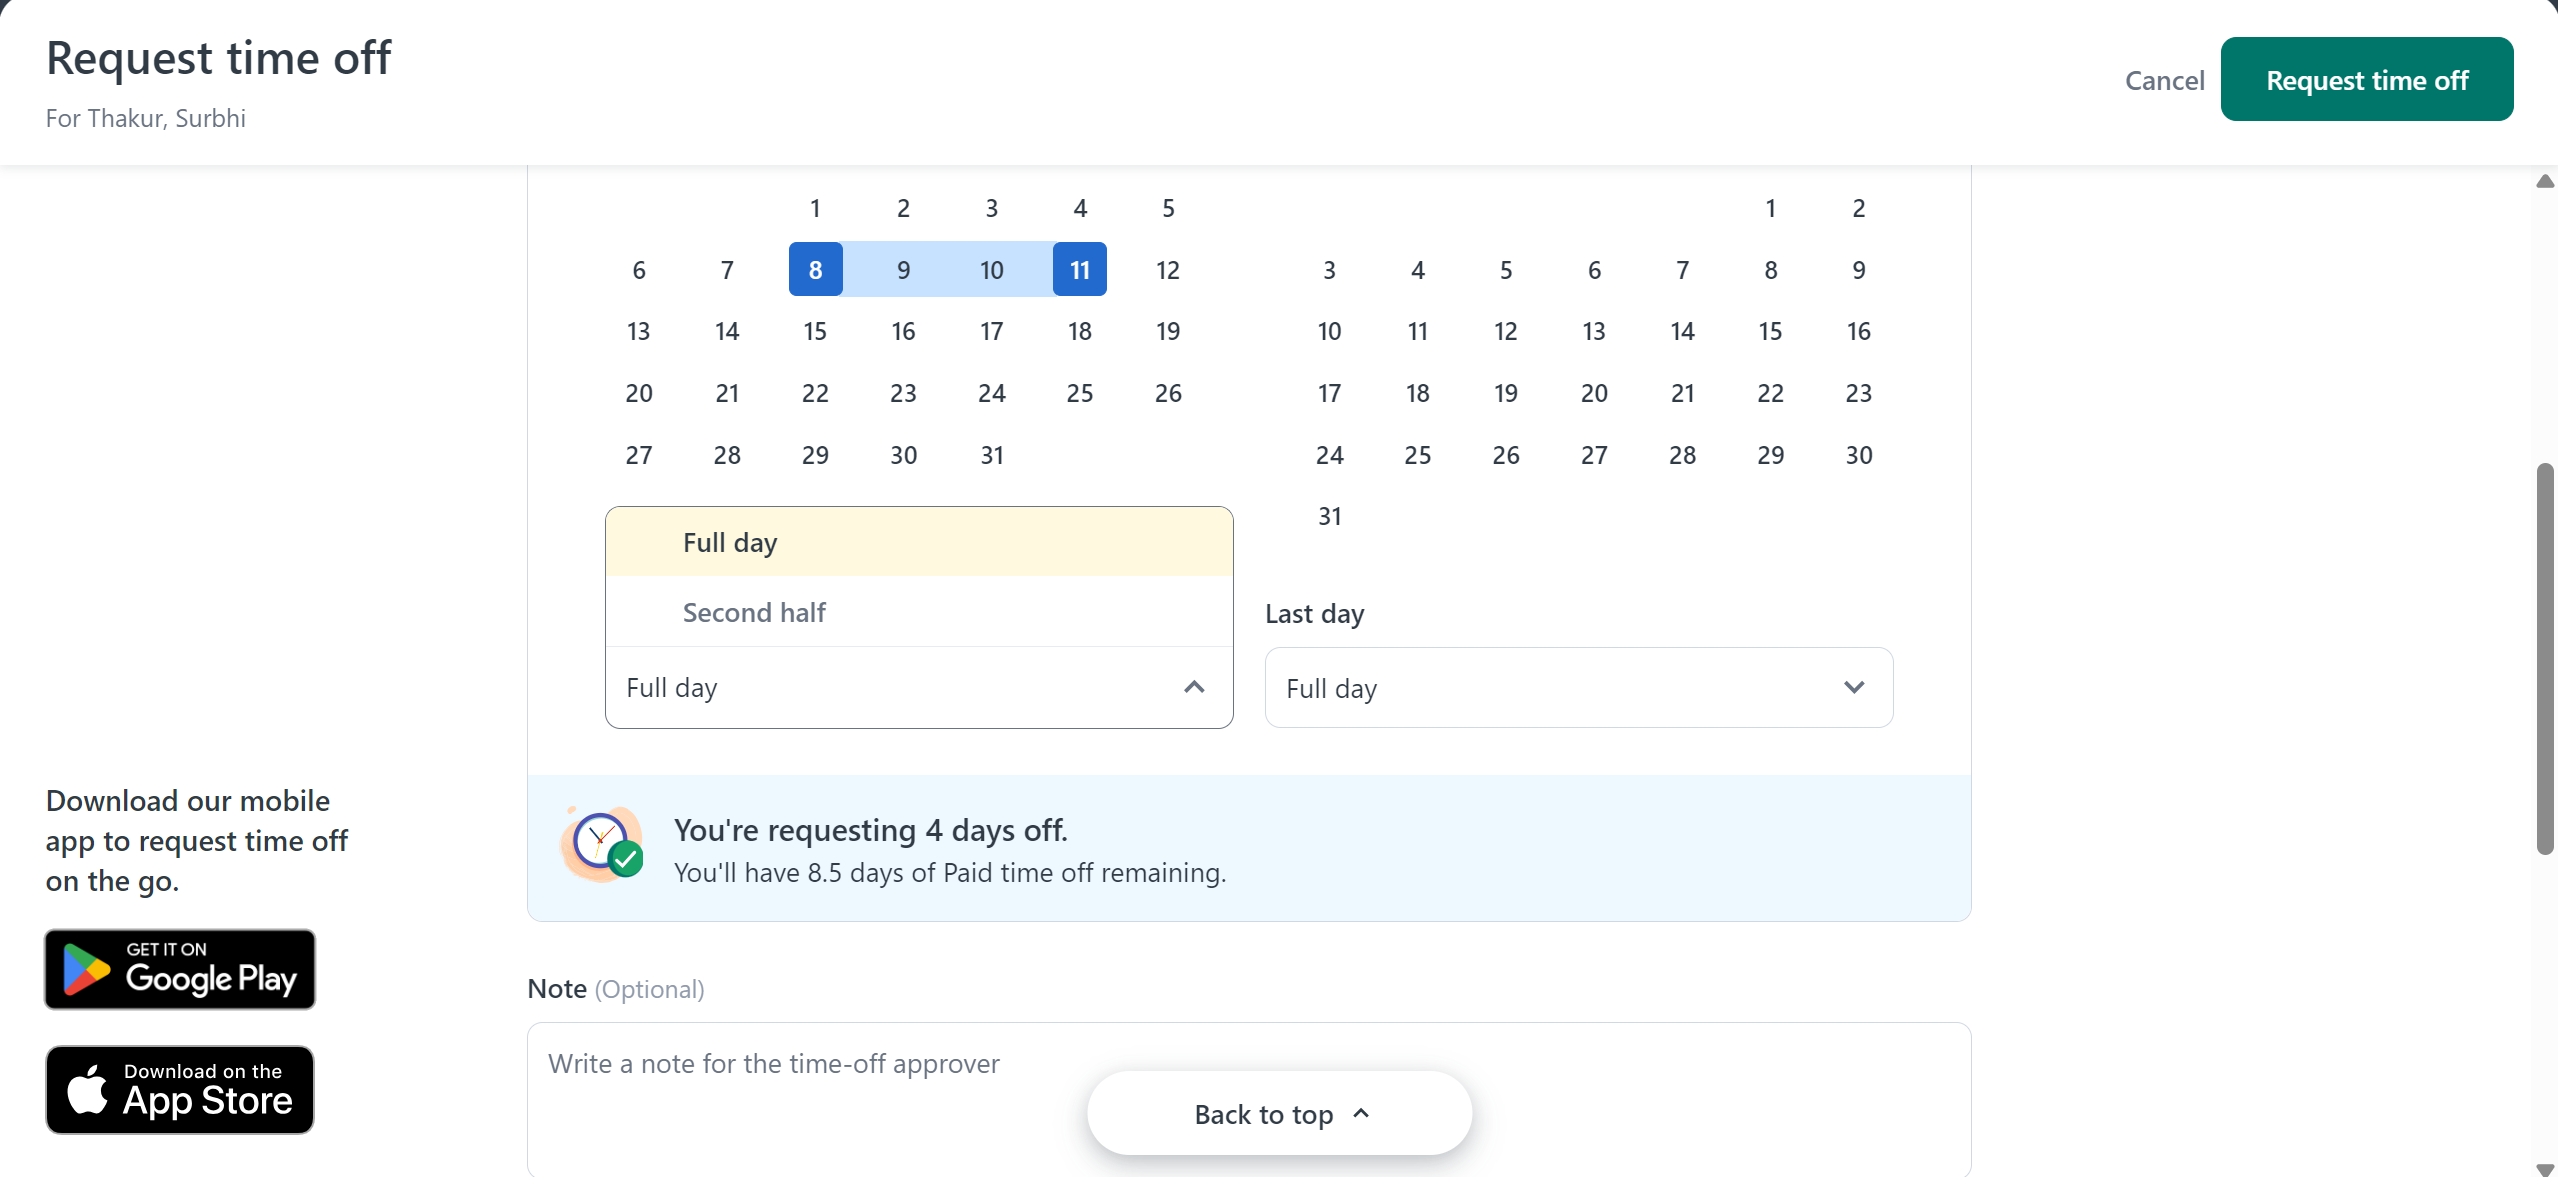 Request time off
For Thakur, Surbhi
Cancel
Request time off
1 2 3 4 5
6 7 8 9 10 11 12
13 14 15 16 17 18 19
20 21 22 23 24 25 26
27 28 29 30 31
1 2
3 4 5 6 7 8 9
10 11 12 13 14 15 16
17 18 19 20 21 22 23
24 25 26 27 28 29 30
31
Full day
Second half
Full day
Last day
Full day
You're requesting 4 days off.
You'll have 8.5 days of Paid time off remaining.
Download our mobile
app to request time off
on the go.
GET IT ON
Google Play
Download on the
App Store
Note (Optional)
Write a note for the time-off approver
Back to top